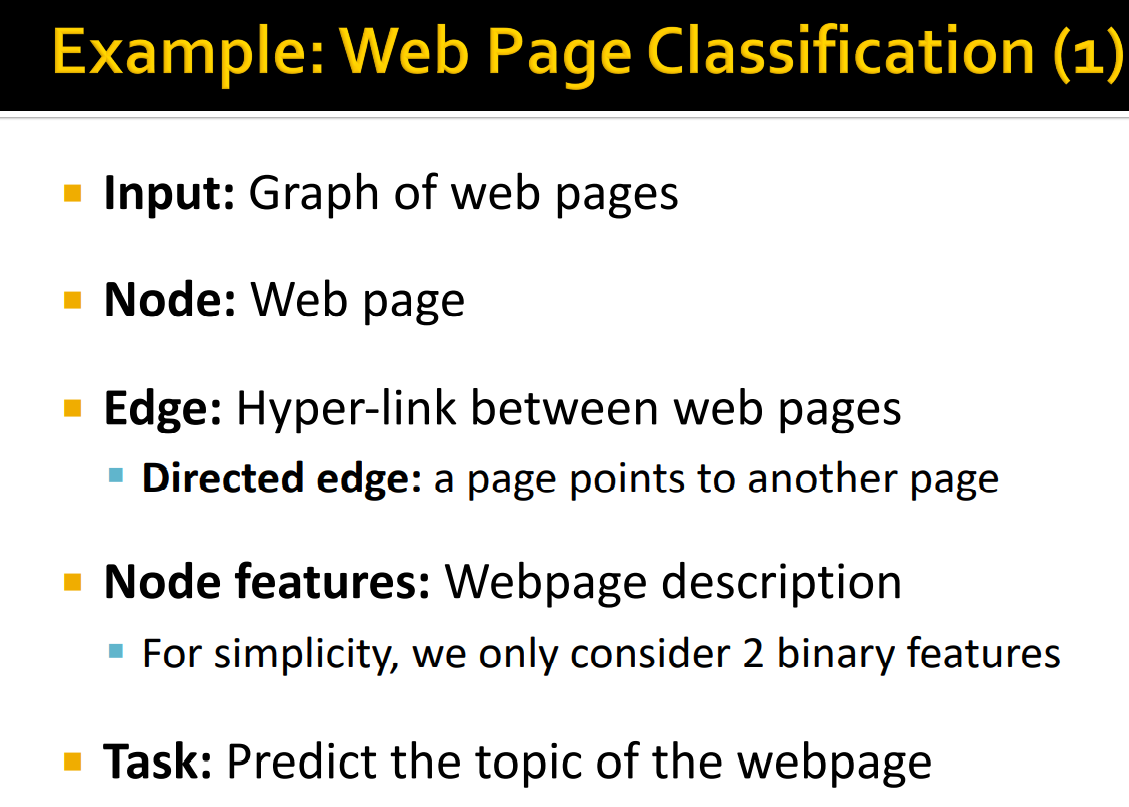 Example: Web Page Classification (1)
Input: Graph of web pages
Node: Web page
Edge: Hyper-link between web pages
Directed edge: a page points to another page
Node features: Webpage description
For simplicity, we only consider 2 binary features
Task: Predict the topic of the webpage